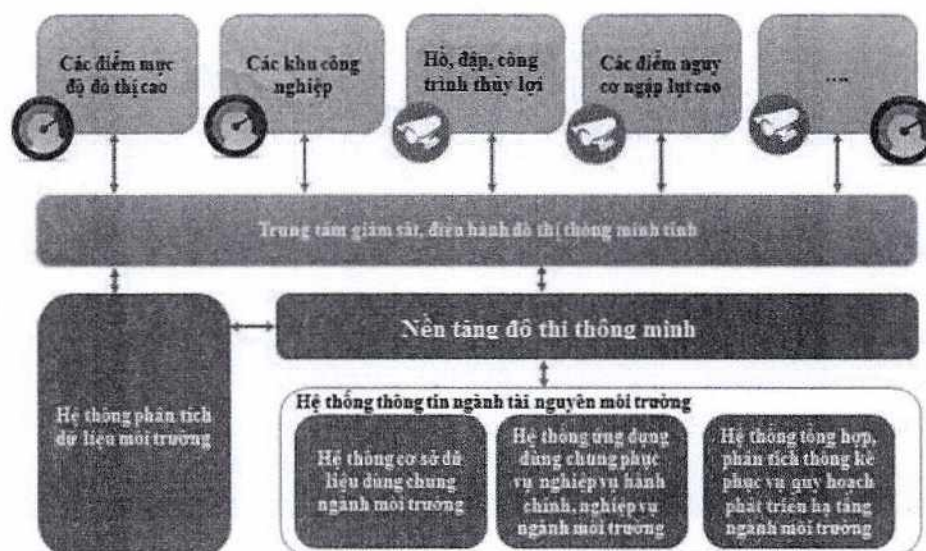 Các điểm mực
độ đô thị cao
Các khu công
nghiệp
Hồ, đập, công
trình thủy lợi
Các điểm nguy
cơ ngập lụt cao
....
Trung tâm giám sát, điều hành đô thị thông minh tỉnh
Nền tảng đô thị thông minh
Hệ thống phân tích
dữ liệu môi trường
Hệ thống thông tin ngành tài nguyên môi trường
Hệ thống cơ sở dữ
liệu dùng chung
ngành môi trường
Hệ thống ứng dụng
dùng chung phục
vụ nghiệp vụ hành
chính, nghiệp vụ
ngành môi trường
Hệ thống tổng hợp,
phân tích thống kê
phục vụ quy hoạch
phát triển hạ tầng
ngành môi trường